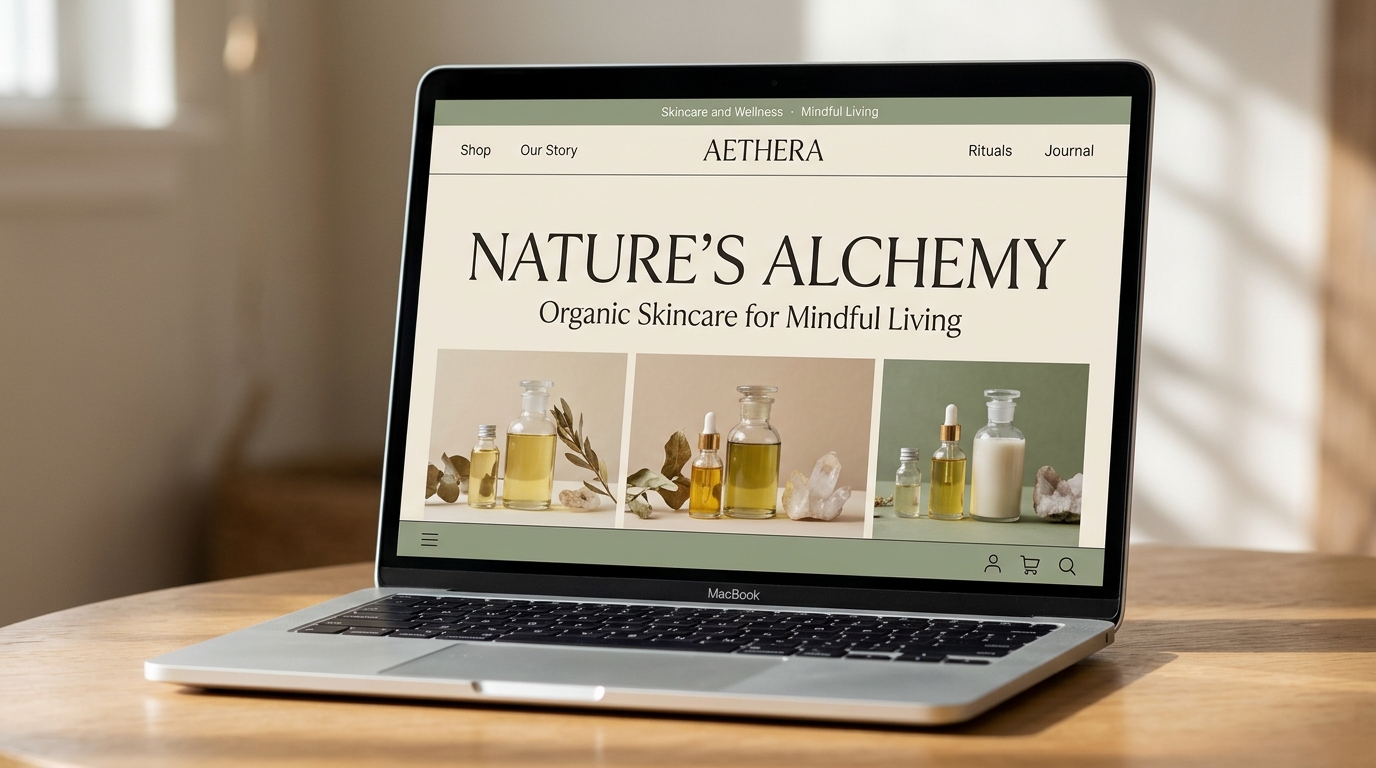 Skincare and Wellness · Mindful Living
Shop Our Story AETHERA Rituals Journal
NATURE’S ALCHEMY
Organic Skincare for Mindful Living
MacBook